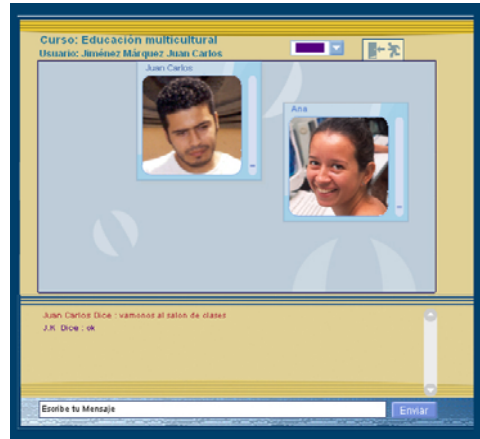 Curso: Educación multicultural
Usuario: Jiménez Márquez Juan Carlos
Juan Carlos
Ana
Juan Carlos Dice : vamonos al salon de clases
J.K. Dice : ok
Escribe tu Mensaje
Enviar